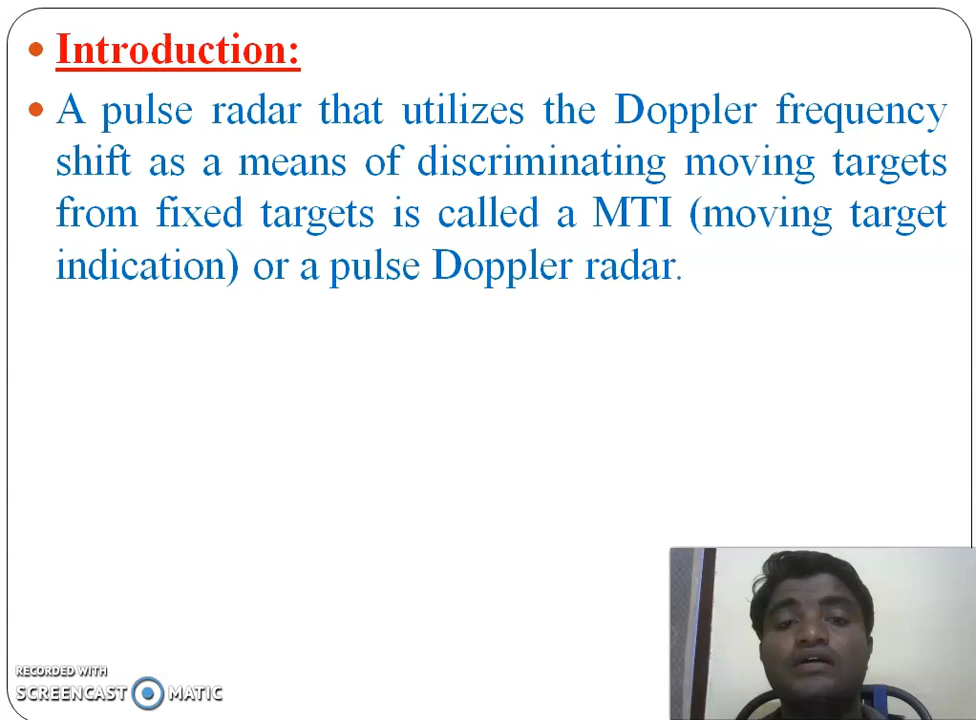 Introduction:
A pulse radar that utilizes the Doppler frequency
shift as a means of discriminating moving targets
from fixed targets is called a MTI (moving target
indication) or a pulse Doppler radar.
RECORDED WITH
SCREENCAST MATIC